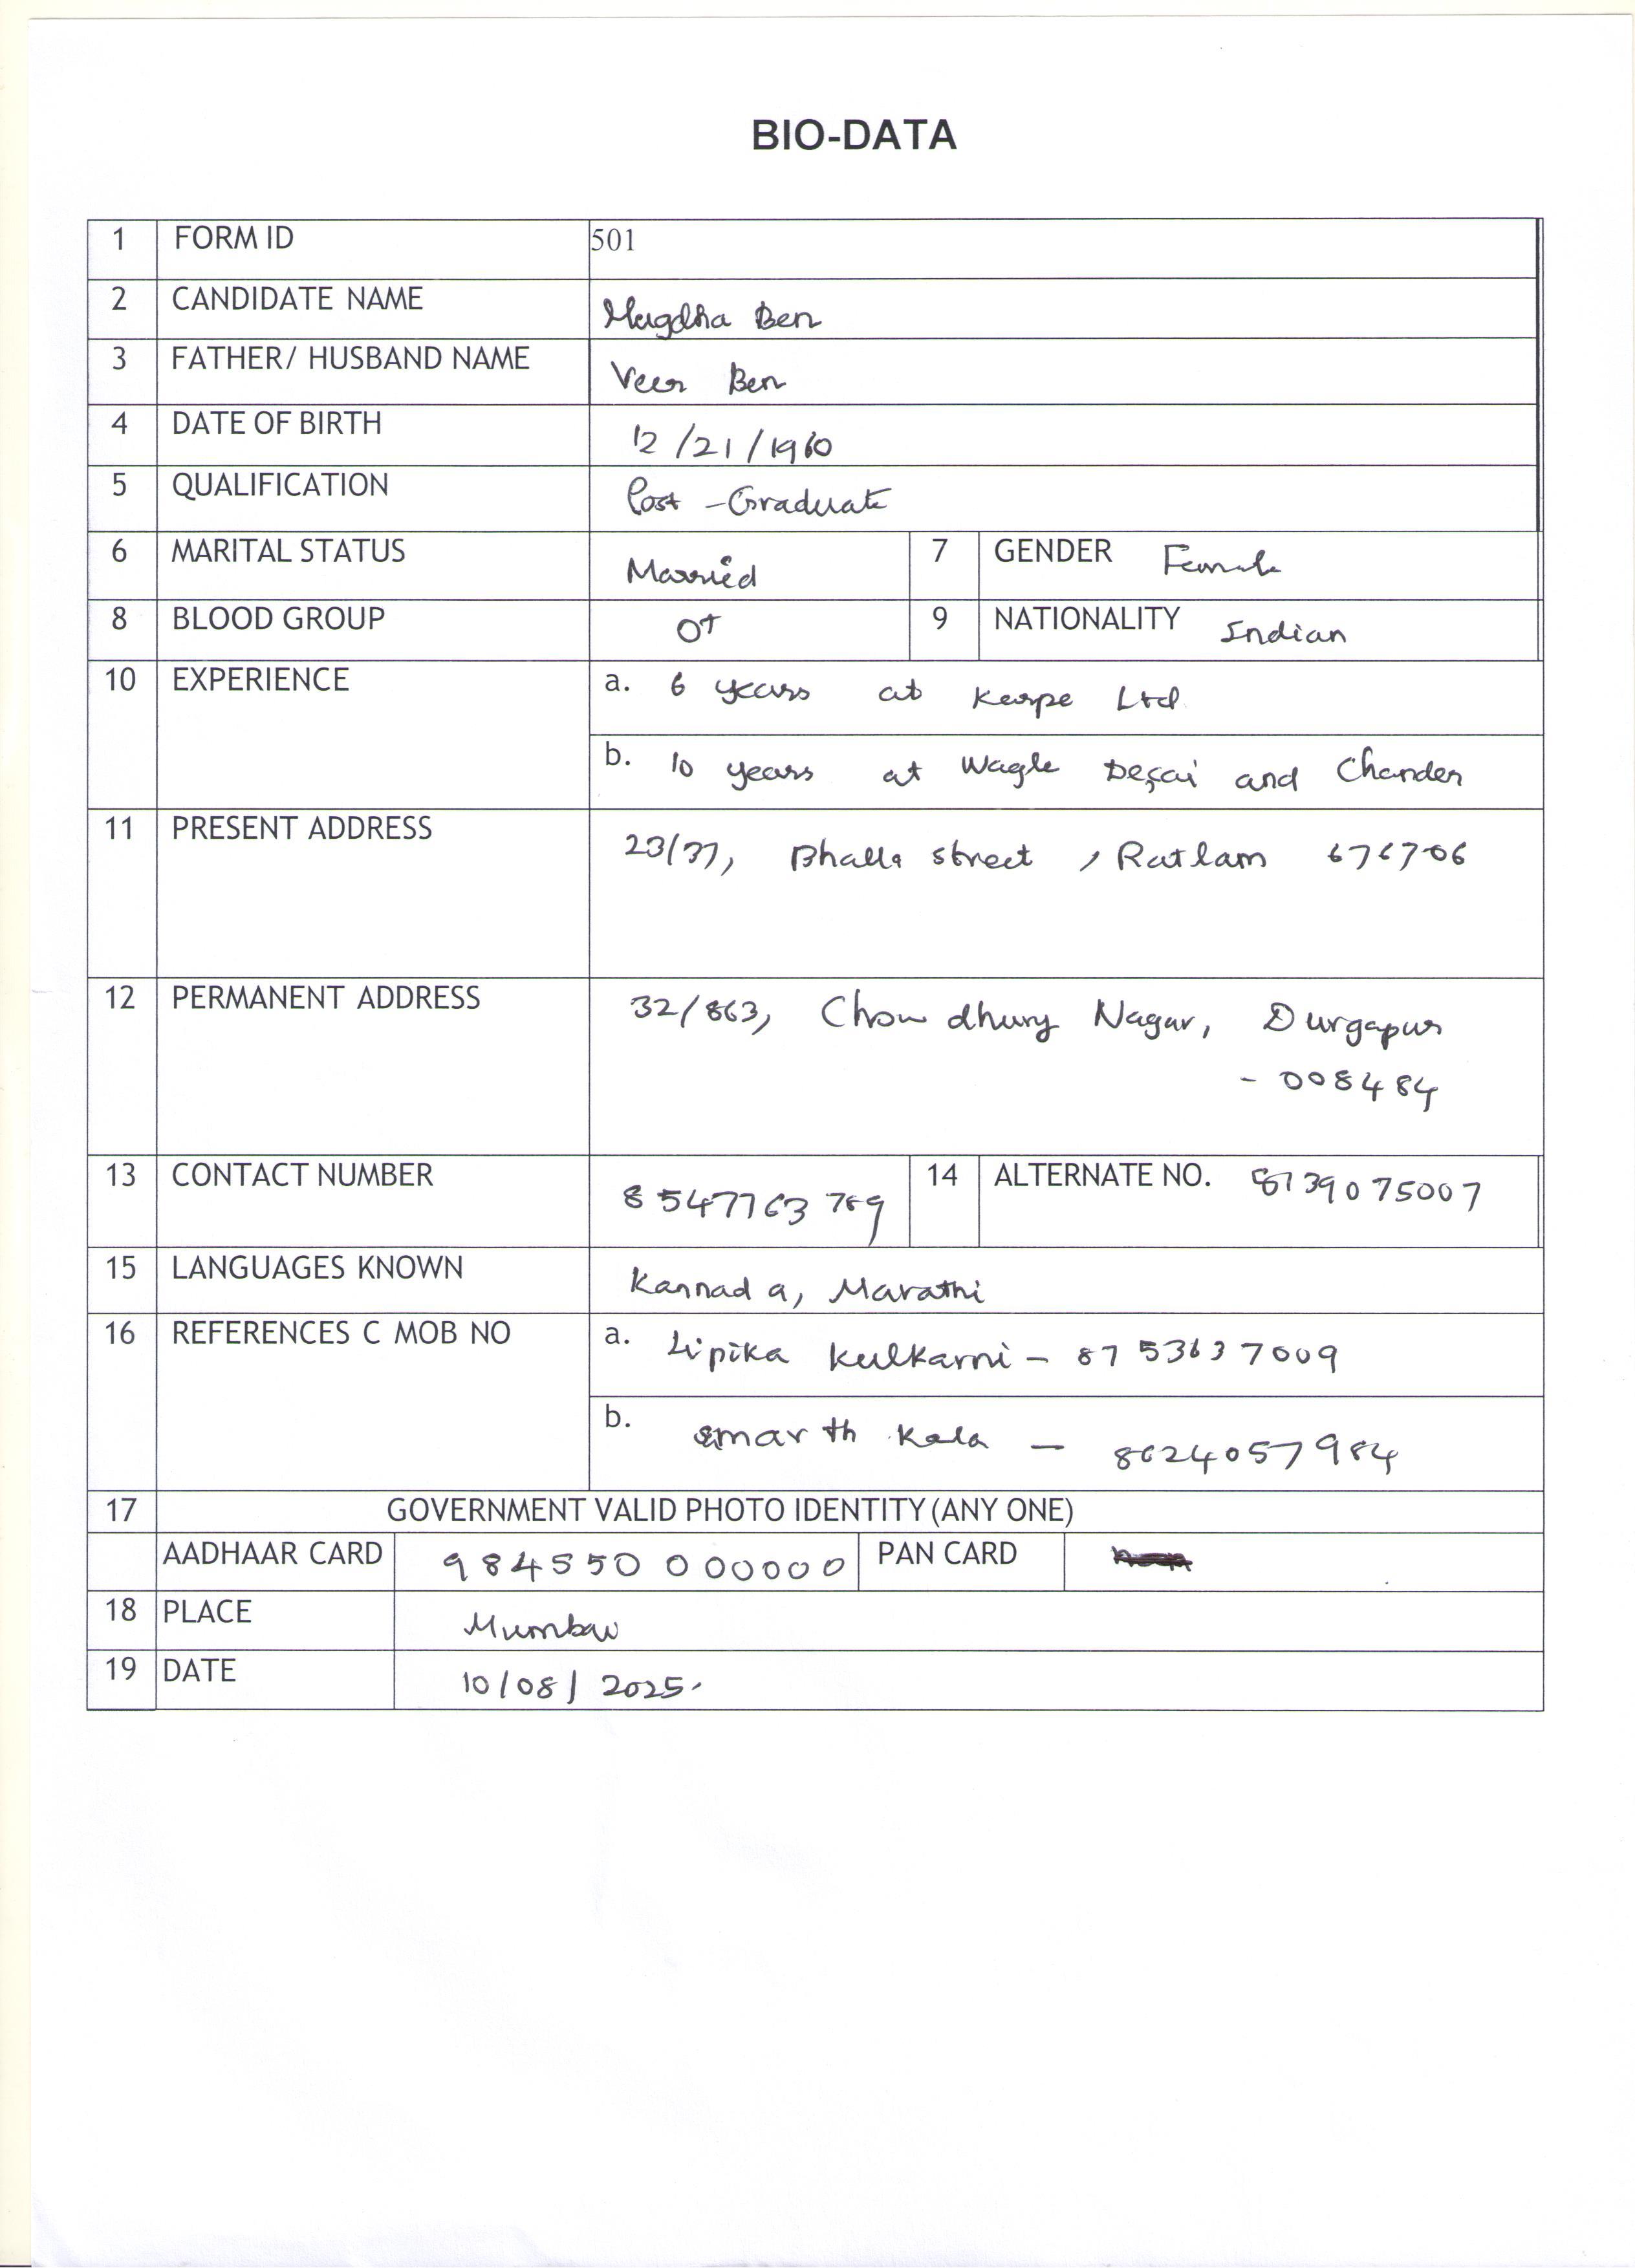 BIO-DATA
1 FORM ID 501
2 CANDIDATE NAME Mugdha Ben
3 FATHER/ HUSBAND NAME Veer Ben
4 DATE OF BIRTH 12/21/1960
5 QUALIFICATION Post-Graduate
6 MARITAL STATUS Married 7 GENDER Female
8 BLOOD GROUP O+ 9 NATIONALITY Indian
10 EXPERIENCE a. 6 years at Karpe Ltd
b. 10 years at Wagle Desai and Chander
11 PRESENT ADDRESS 23/37, Bhalla street, Ratlam 676706
12 PERMANENT ADDRESS 32/863, Chowdhury Nagar, Durgapur
- 008484
13 CONTACT NUMBER 8547763789 14 ALTERNATE NO. 8139075007
15 LANGUAGES KNOWN Kannada, Marathi
16 REFERENCES C MOB NO a. Lipika Kulkarni - 8753637009
b. Smarth Kala - 8024057984
17 GOVERNMENT VALID PHOTO IDENTITY (ANY ONE)
AADHAAR CARD 984550000000 PAN CARD
18 PLACE Mumbai
19 DATE 10/08/2025.